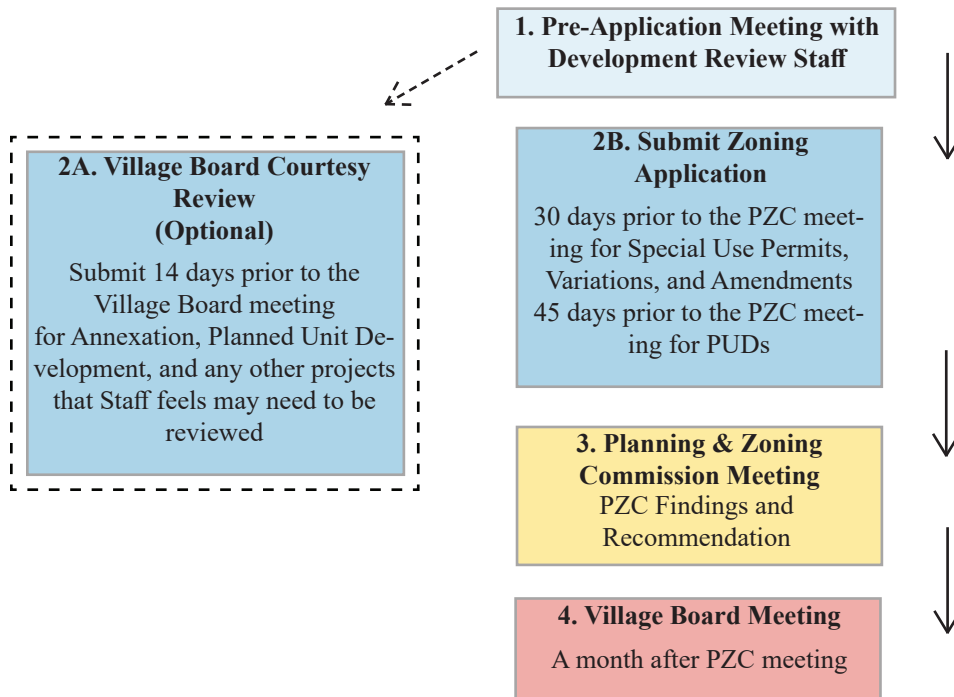 1. Pre-Application Meeting with
Development Review Staff
2A. Village Board Courtesy
Review
(Optional)
Submit 14 days prior to the
Village Board meeting
for Annexation, Planned Unit De-
velopment, and any other projects
that Staff feels may need to be
reviewed
2B. Submit Zoning
Application
30 days prior to the PZC meet-
ing for Special Use Permits,
Variations, and Amendments
45 days prior to the PZC meet-
ing for PUDs
3. Planning & Zoning
Commission Meeting
PZC Findings and
Recommendation
4. Village Board Meeting
A month after PZC meeting